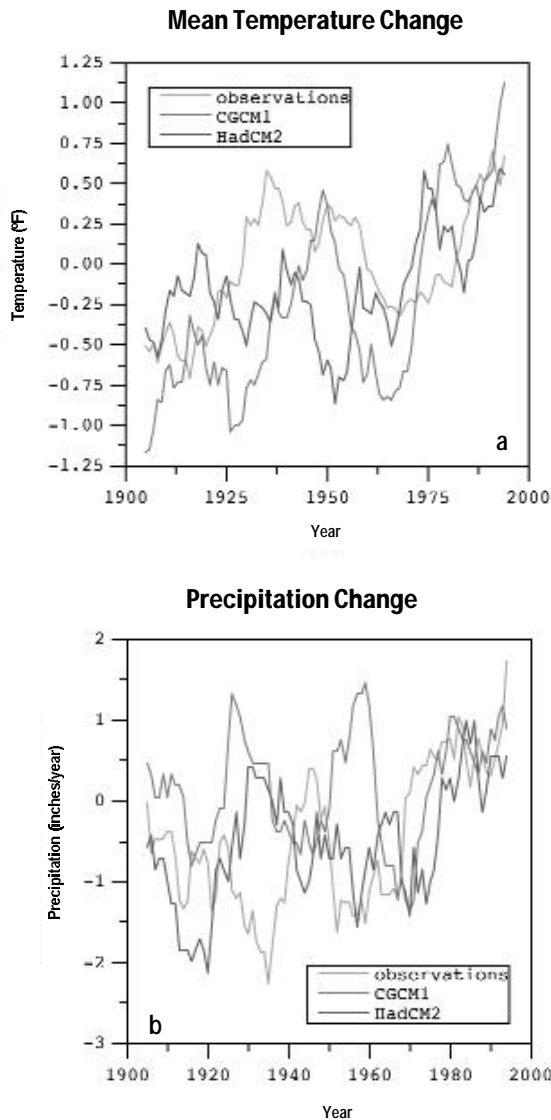 Mean Temperature Change
1.25
1.00
0.75
0.50
0.25
0.00
-0.25
-0.50
-0.75
-1.00
-1.25
Temperature (ºF)
observations
CGCM1
HadCM2
a
1900 1925 1950 1975 2000
Year
Precipitation Change
2
1
0
-1
-2
-3
Precipitation (inches/year)
observations
CGCM1
HadCM2
b
1900 1920 1940 1960 1980 2000
Year